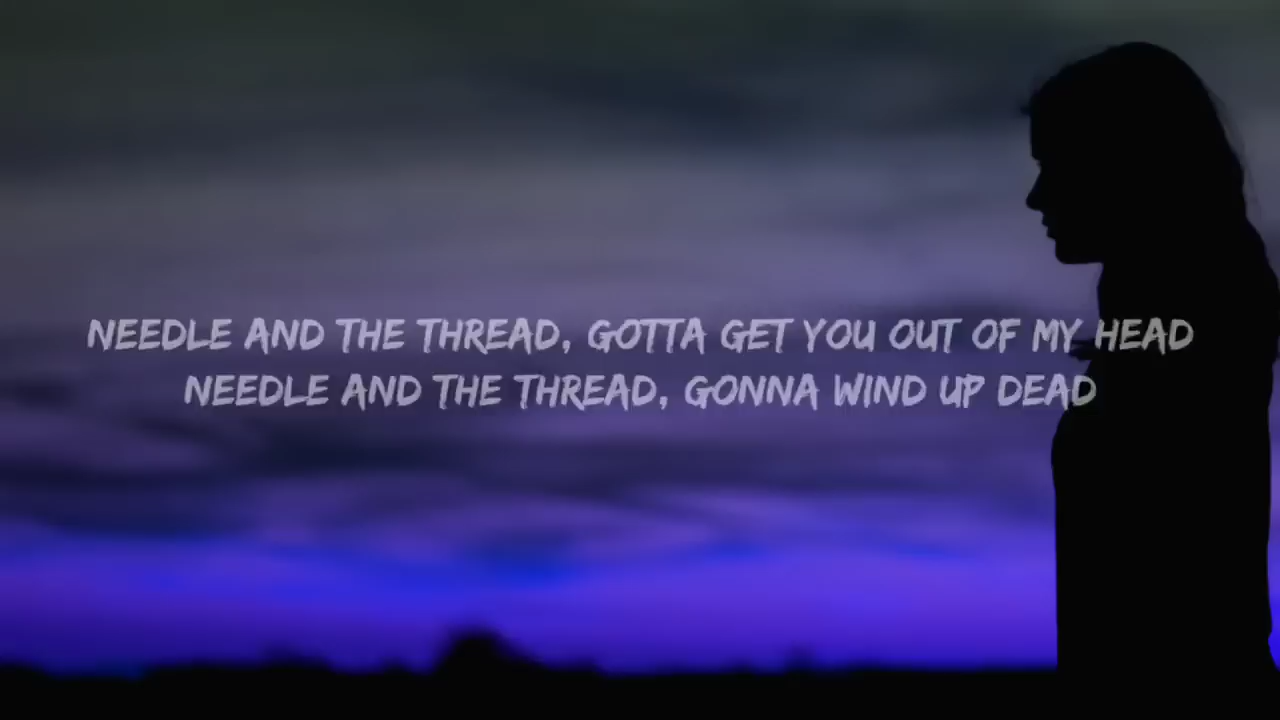 NEEDLE AND THE THREAD, GOTTA GET YOU OUT OF MY HEAD
NEEDLE AND THE THREAD, GONNA WIND UP DEAD